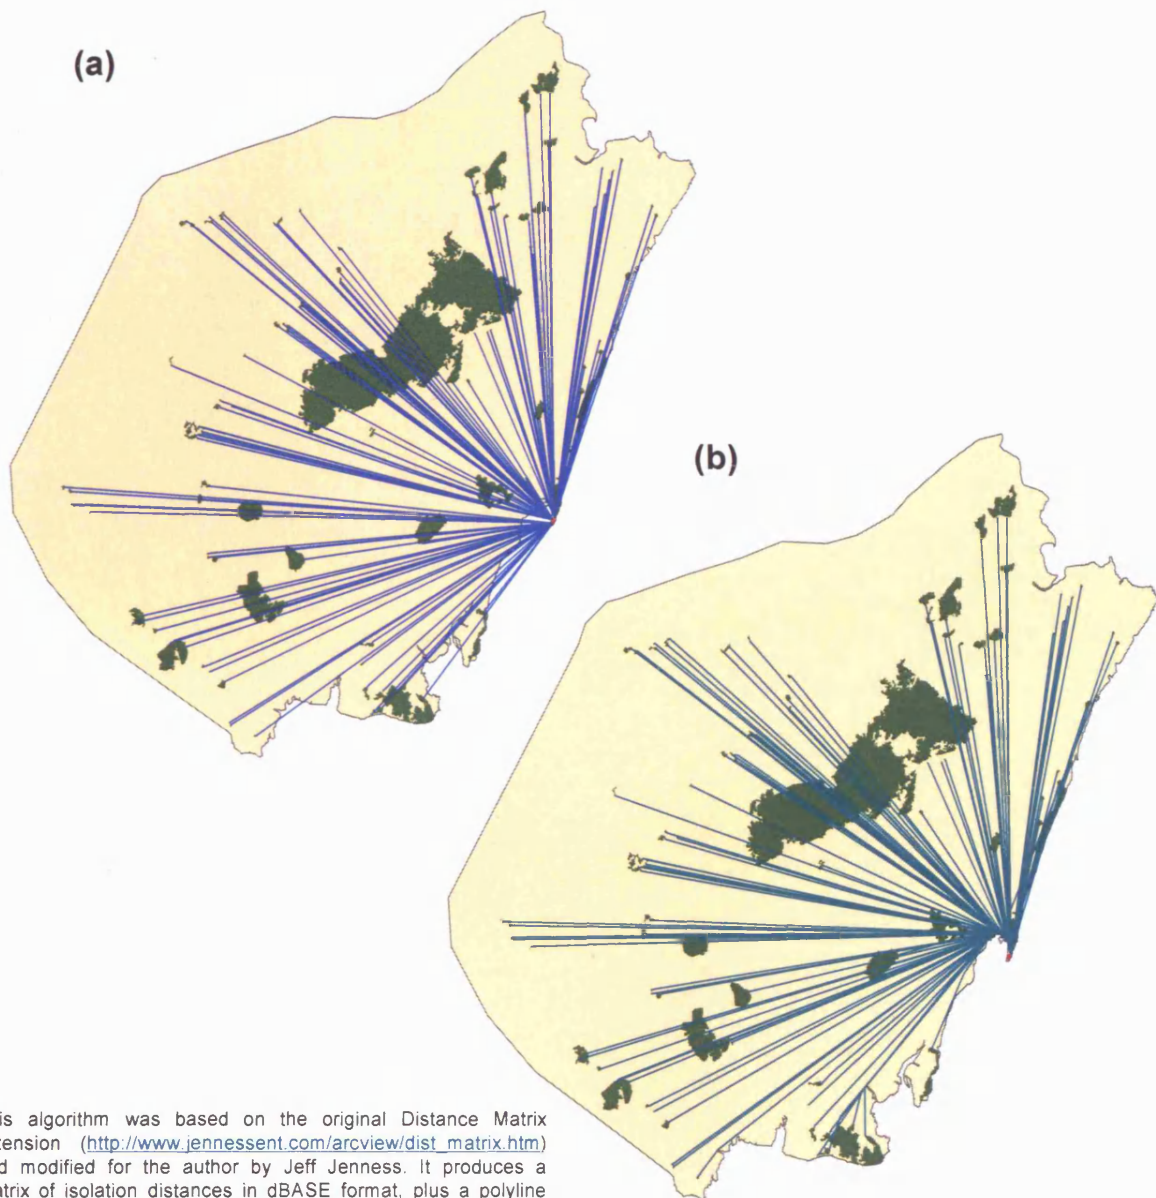 (a)
(b)
is algorithm was based on the original Distance Matrix
tension (http://www.jennessent.com/arcview/dist_matrix.htm)
d modified for the author by Jeff Jenness. It produces a
atrix of isolation distances in dBASE format, plus a polyline